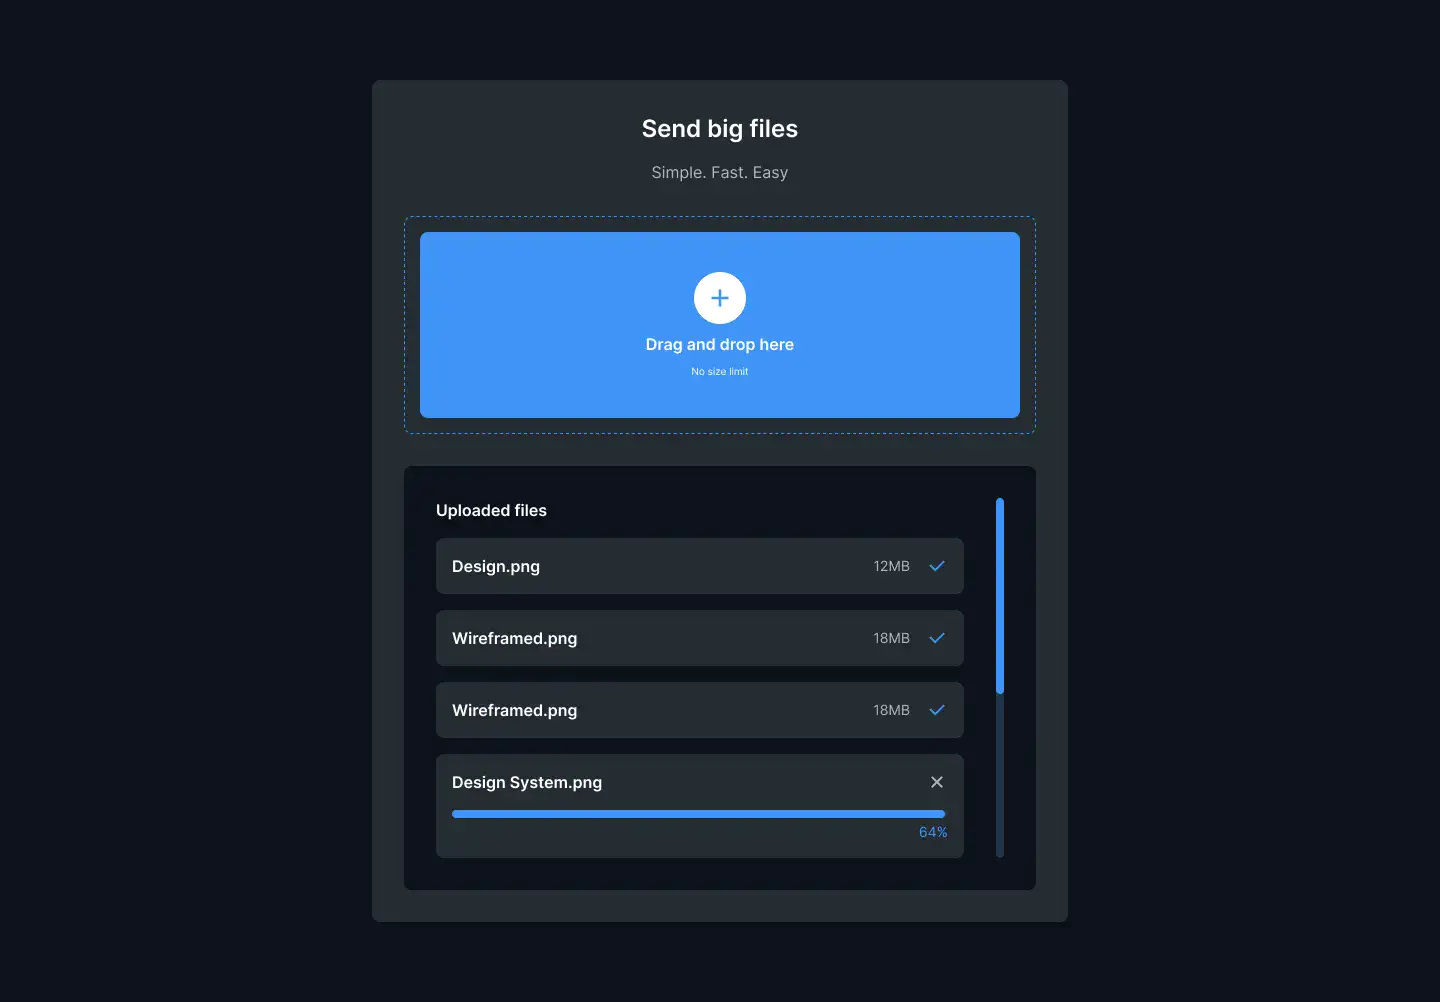 Send big files
Simple. Fast. Easy
Drag and drop here
No size limit
Uploaded files
Design.png 12MB
Wireframed.png 18MB
Wireframed.png 18MB
Design System.png
64%